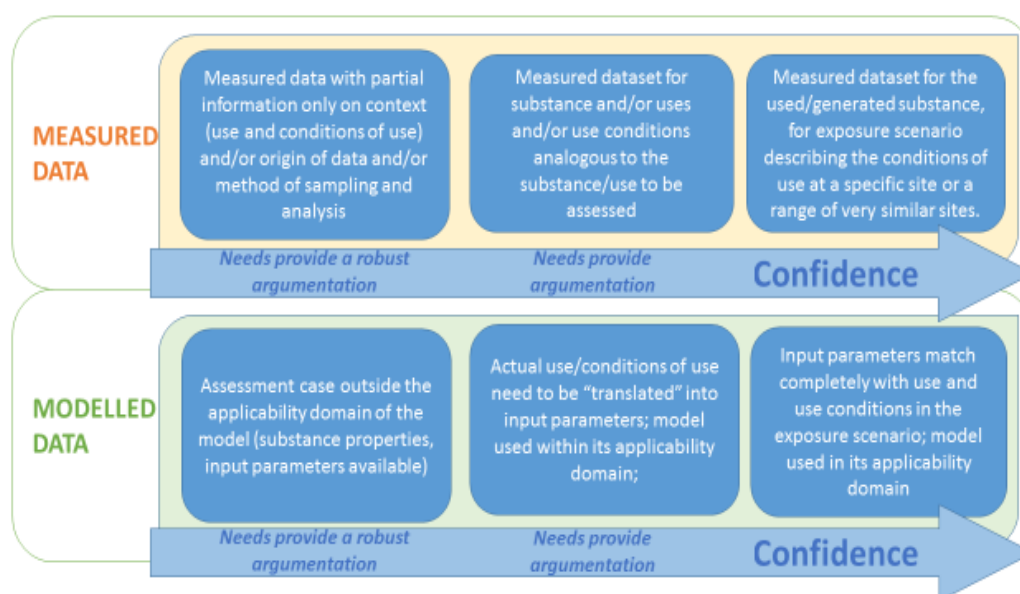 MEASURED
DATA
Measured data with partial
information only on context
(use and conditions of use)
and/or origin of data and/or
method of sampling and
analysis
Measured dataset for
substance and/or uses
and/or use conditions
analogous to the
substance/use to be
assessed
Measured dataset for the
used/generated substance,
for exposure scenario
describing the conditions of
use at a specific site or a
range of very similar sites.
Needs provide a robust
argumentation
Needs provide
argumentation
Confidence
MODELLED
DATA
Assessment case outside the
applicability domain of the
model (substance properties,
input parameters available)
Actual use/conditions of use
need to be “translated” into
input parameters; model
used within its applicability
domain;
Input parameters match
completely with use and
use conditions in the
exposure scenario; model
used in its applicability
domain
Needs provide a robust
argumentation
Needs provide
argumentation
Confidence